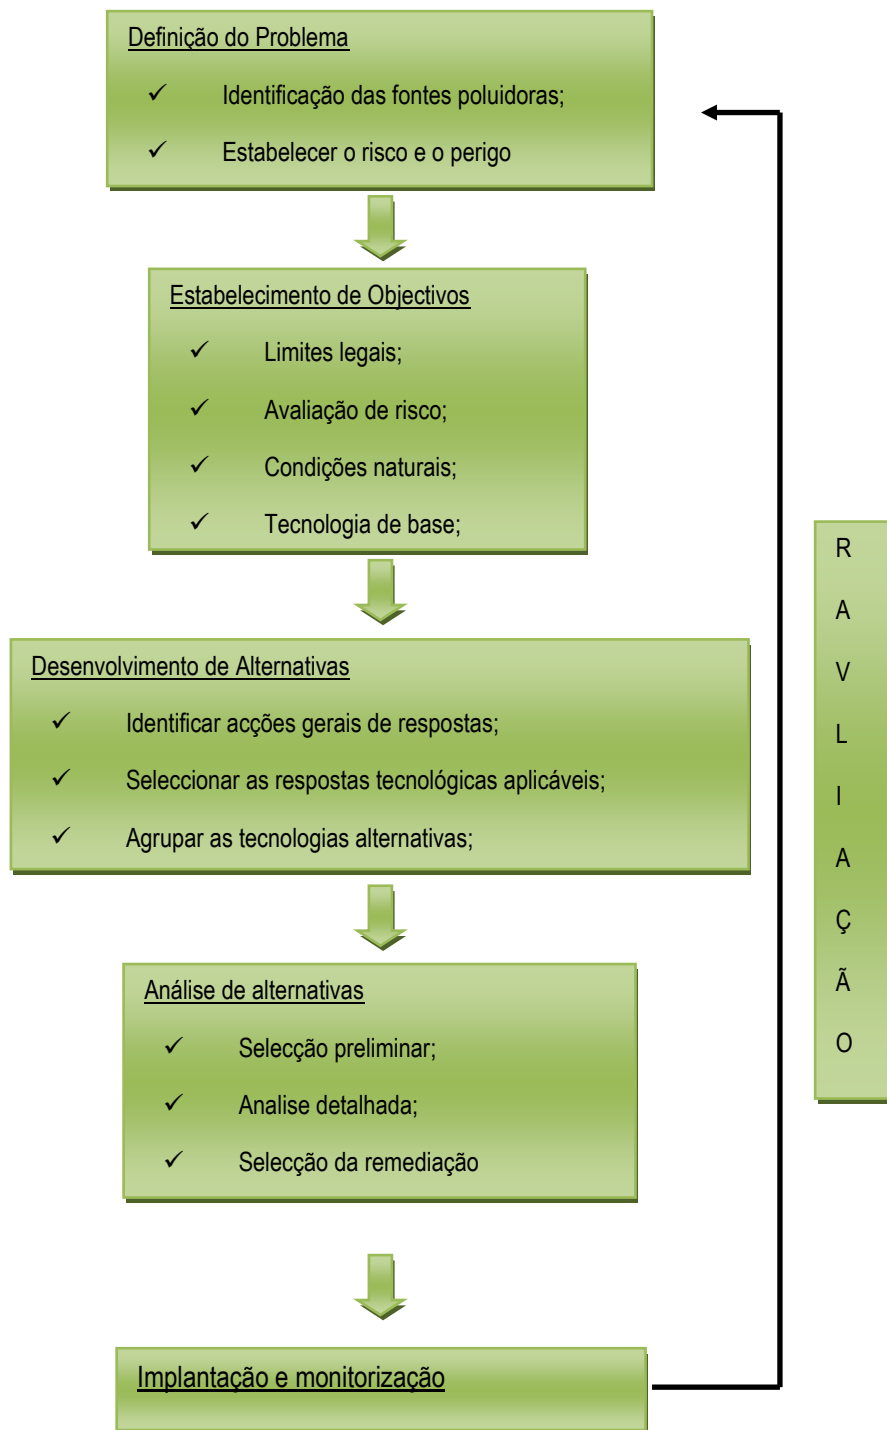 Definição do Problema
✓ Identificação das fontes poluidoras;
✓ Estabelecer o risco e o perigo
Estabelecimento de Objectivos
✓ Limites legais;
✓ Avaliação de risco;
✓ Condições naturais;
✓ Tecnologia de base;
Desenvolvimento de Alternativas
✓ Identificar acções gerais de respostas;
✓ Seleccionar as respostas tecnológicas aplicáveis;
✓ Agrupar as tecnologias alternativas;
Análise de alternativas
✓ Selecção preliminar;
✓ Analise detalhada;
✓ Selecção da remediação
Implantação e monitorização
R
A
V
L
I
A
Ç
Ã
O